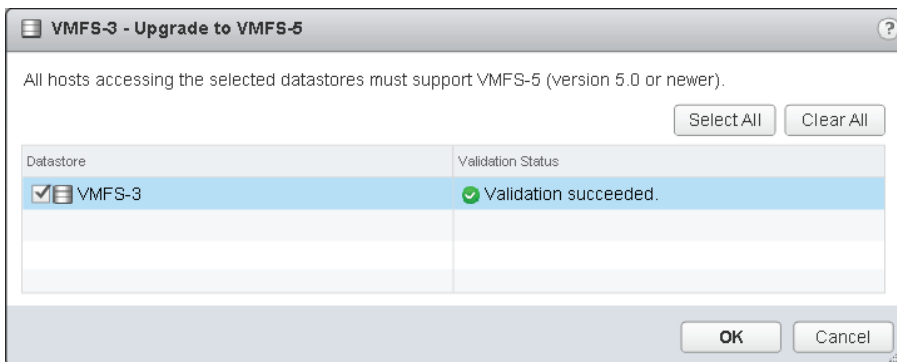 VMFS-3 - Upgrade to VMFS-5
?
All hosts accessing the selected datastores must support VMFS-5 (version 5.0 or newer).
Select All Clear All
Datastore Validation Status
VMFS-3 Validation succeeded.
OK Cancel